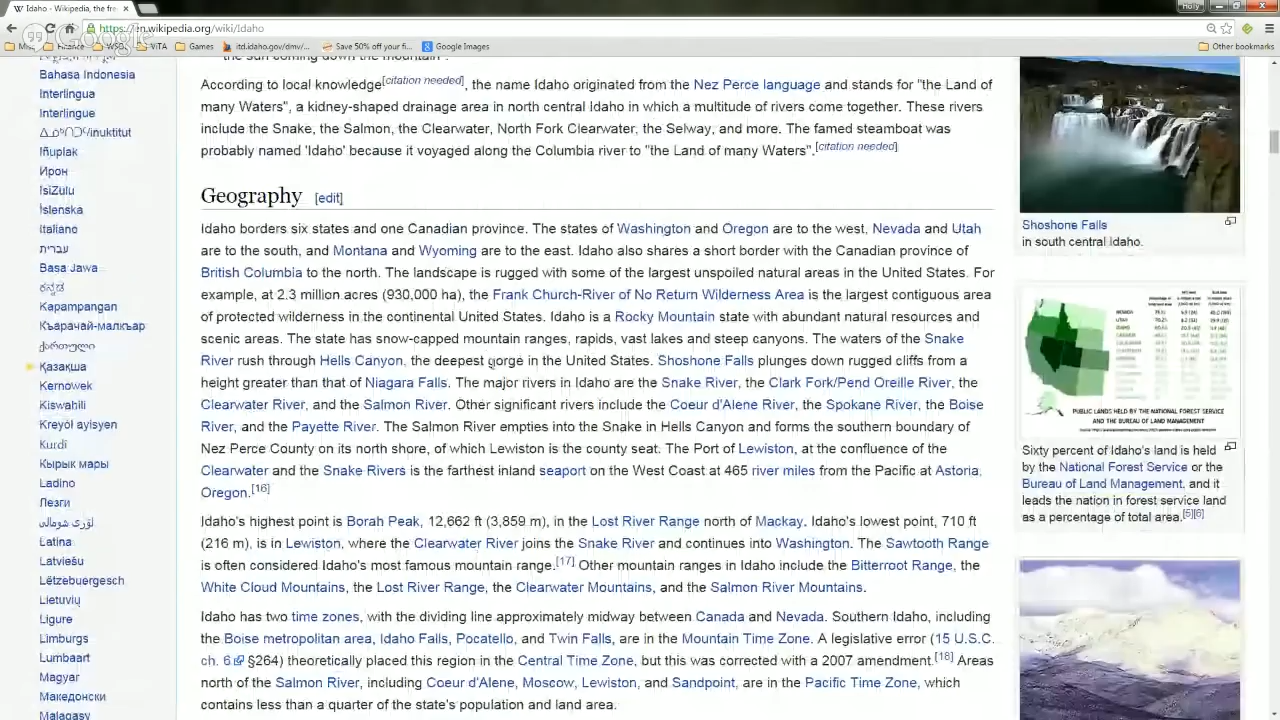 Idaho - Wikipedia, the fre
Holy
https://en.wikipedia.org/wiki/Idaho
Google
Games
itd.idaho.gov/dmv/...
Save 50% off your fi...
Google Images
Other bookmarks
the sun coming down the mountain".
Bahasa Indonesia
Interlingua
Interlingue
ᐃᓄᒃᑎᑐᑦ/inuktitut
Iñupiak
Ирон
IsiZulu
Íslenska
Italiano
עברית
Basa Jawa
ಕನ್ನಡ
Kapampangan
Къарачай-малкъар
ქართული
Қазақша
Kernowek
Kiswahili
Kreyòl ayisyen
Kurdî
Кырык мары
Ladino
Лезги
لۊری شومالی
Latina
Latviešu
Lëtzebuergesch
Lietuvių
Ligure
Limburgs
Lumbaart
Magyar
Македонски
Malagasy
According to local knowledge[citation needed], the name Idaho originated from the Nez Perce language and stands for "the Land of
many Waters", a kidney-shaped drainage area in north central Idaho in which a multitude of rivers come together. These rivers
include the Snake, the Salmon, the Clearwater, North Fork Clearwater, the Selway, and more. The famed steamboat was
probably named 'Idaho' because it voyaged along the Columbia river to "the Land of many Waters".[citation needed]
Geography [edit]
Idaho borders six states and one Canadian province. The states of Washington and Oregon are to the west, Nevada and Utah
are to the south, and Montana and Wyoming are to the east. Idaho also shares a short border with the Canadian province of
British Columbia to the north. The landscape is rugged with some of the largest unspoiled natural areas in the United States. For
example, at 2.3 million acres (930,000 ha), the Frank Church-River of No Return Wilderness Area is the largest contiguous area
of protected wilderness in the continental United States. Idaho is a Rocky Mountain state with abundant natural resources and
scenic areas. The state has snow-capped mountain ranges, rapids, vast lakes and steep canyons. The waters of the Snake
River rush through Hells Canyon, the deepest gorge in the United States. Shoshone Falls plunges down rugged cliffs from a
height greater than that of Niagara Falls. The major rivers in Idaho are the Snake River, the Clark Fork/Pend Oreille River, the
Clearwater River, and the Salmon River. Other significant rivers include the Coeur d'Alene River, the Spokane River, the Boise
River, and the Payette River. The Salmon River empties into the Snake in Hells Canyon and forms the southern boundary of
Nez Perce County on its north shore, of which Lewiston is the county seat. The Port of Lewiston, at the confluence of the
Clearwater and the Snake Rivers is the farthest inland seaport on the West Coast at 465 river miles from the Pacific at Astoria,
Oregon.[16]
Idaho's highest point is Borah Peak, 12,662 ft (3,859 m), in the Lost River Range north of Mackay. Idaho's lowest point, 710 ft
(216 m), is in Lewiston, where the Clearwater River joins the Snake River and continues into Washington. The Sawtooth Range
is often considered Idaho's most famous mountain range.[17] Other mountain ranges in Idaho include the Bitterroot Range, the
White Cloud Mountains, the Lost River Range, the Clearwater Mountains, and the Salmon River Mountains.
Idaho has two time zones, with the dividing line approximately midway between Canada and Nevada. Southern Idaho, including
the Boise metropolitan area, Idaho Falls, Pocatello, and Twin Falls, are in the Mountain Time Zone. A legislative error (15 U.S.C.
ch. 6 §264) theoretically placed this region in the Central Time Zone, but this was corrected with a 2007 amendment.[18] Areas
north of the Salmon River, including Coeur d'Alene, Moscow, Lewiston, and Sandpoint, are in the Pacific Time Zone, which
contains less than a quarter of the state's population and land area.
Shoshone Falls
in south central Idaho.
NEVADA
UTAH
IDAHO
PUBLIC LANDS HELD BY THE NATIONAL FOREST SERVICE
AND THE BUREAU OF LAND MANAGEMENT
Sixty percent of Idaho's land is held
by the National Forest Service or the
Bureau of Land Management, and it
leads the nation in forest service land
as a percentage of total area.[5][6]